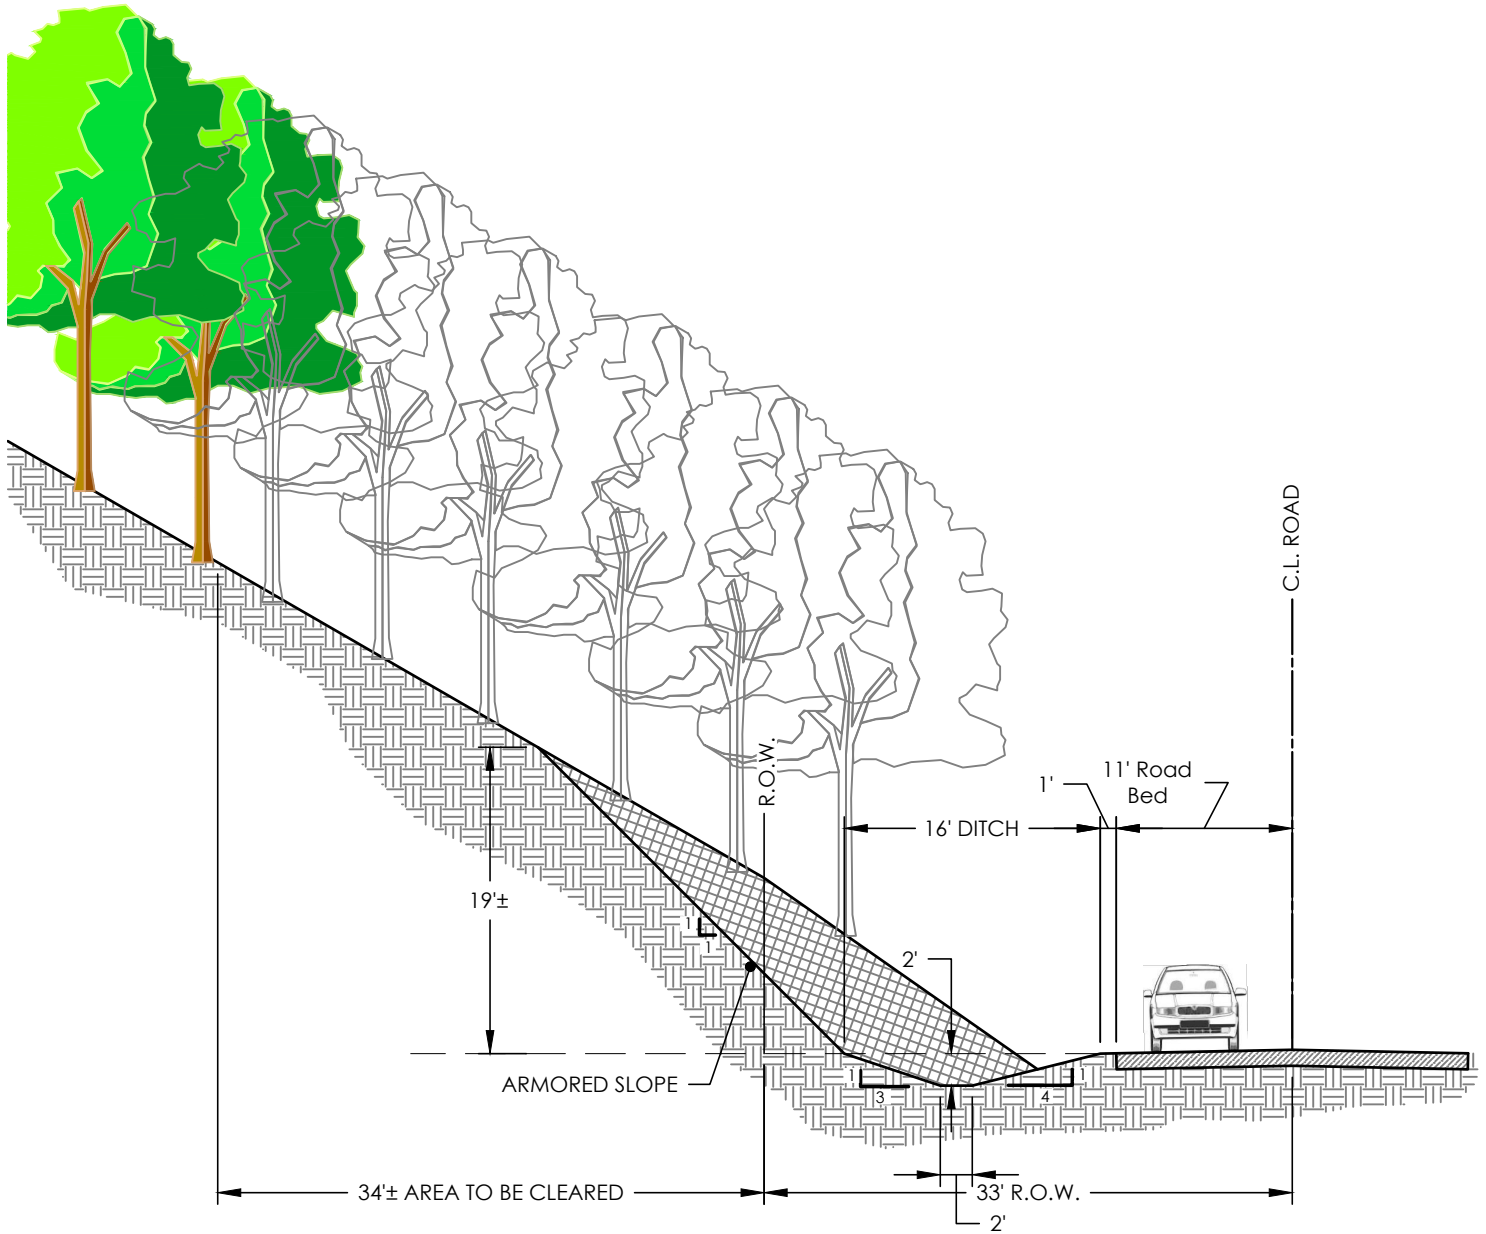 C.L. ROAD
R.O.W.
1'
11' Road
Bed
16' DITCH
19'±
1
1
2'
ARMORED SLOPE
1
3
1
4
34'± AREA TO BE CLEARED
33' R.O.W.
2'